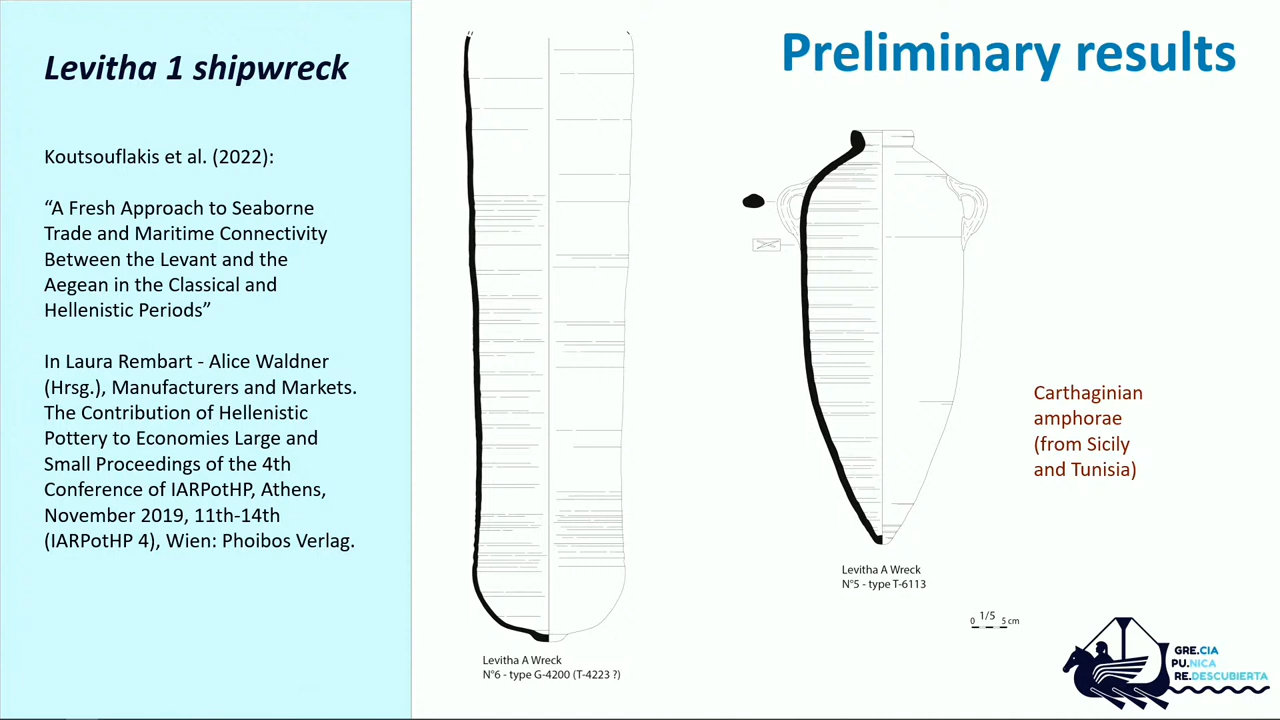 Levitha 1 shipwreck
Koutsouflakis et al. (2022):
“A Fresh Approach to Seaborne
Trade and Maritime Connectivity
Between the Levant and the
Aegean in the Classical and
Hellenistic Periods”
In Laura Rembart - Alice Waldner
(Hrsg.), Manufacturers and Markets.
The Contribution of Hellenistic
Pottery to Economies Large and
Small Proceedings of the 4th
Conference of IARPotHP, Athens,
November 2019, 11th-14th
(IARPotHP 4), Wien: Phoibos Verlag.
Preliminary results
Carthaginian
amphorae
(from Sicily
and Tunisia)
Levitha A Wreck
N°5 - type T-6113
1/5
0 5 cm
Levitha A Wreck
N°6 - type G-4200 (T-4223 ?)
GRE.CIA
PU.NICA
RE.DESCUBIERTA